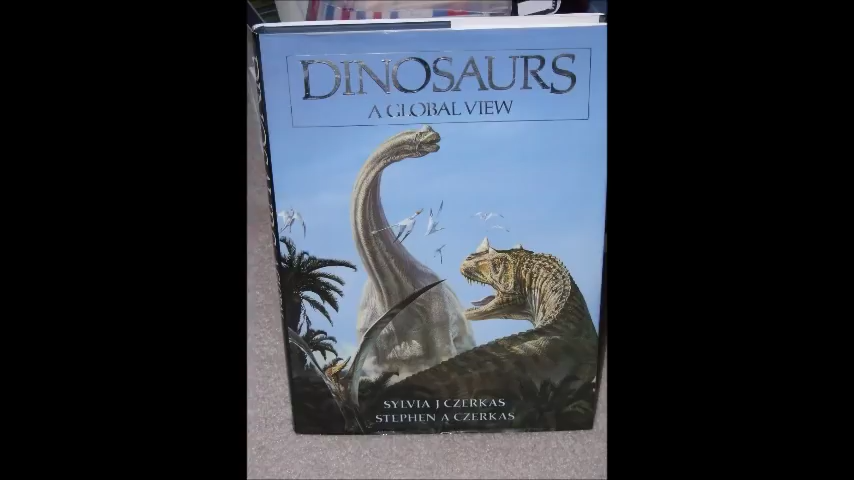 DINOSAURS
A GLOBAL VIEW
SYLVIA J CZERKAS
STEPHEN A CZERKAS